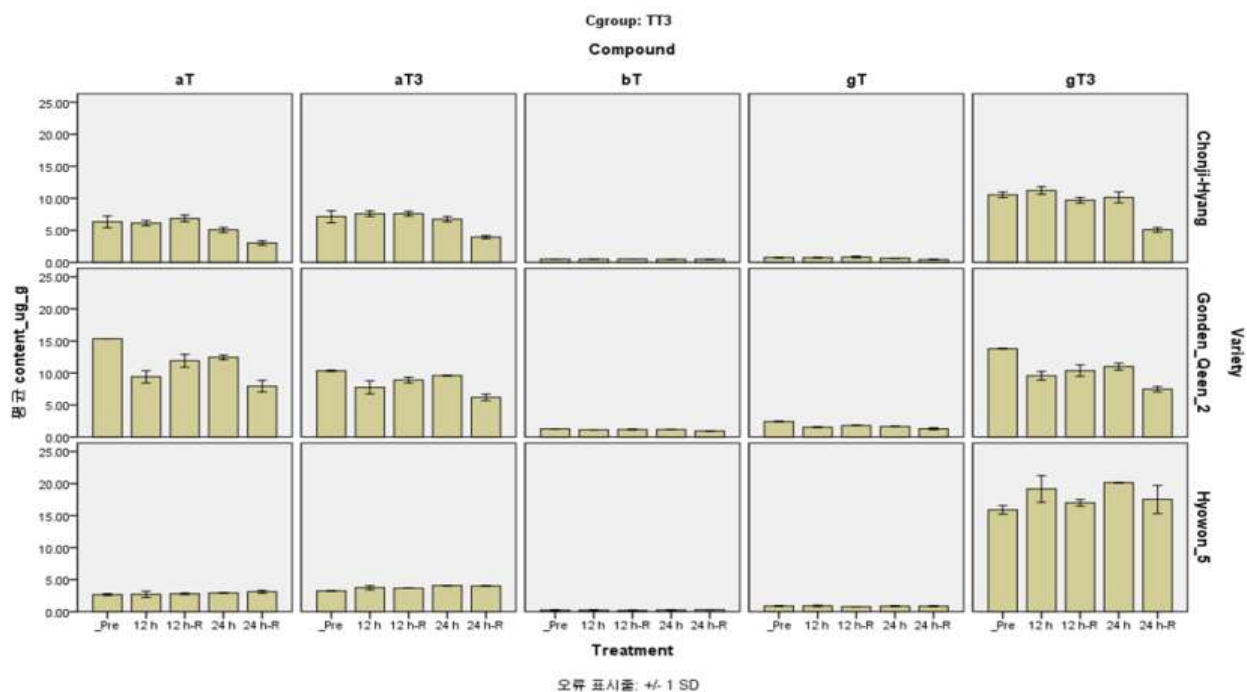 Cgroup: TT3
Compound
aT aT3 bT gT gT3
25.00
20.00
15.00
10.00
5.00
0.00
Chonji-Hyang
25.00
20.00
15.00
10.00
5.00
0.00
Gonden_Qeen_2
25.00
20.00
15.00
10.00
5.00
0.00
Hyowon_5
평균 content_ug_g
Variety
_Pre 12 h 12 h-R 24 h 24 h-R _Pre 12 h 12 h-R 24 h 24 h-R _Pre 12 h 12 h-R 24 h 24 h-R _Pre 12 h 12 h-R 24 h 24 h-R _Pre 12 h 12 h-R 24 h 24 h-R
Treatment
오류 표시줄: +/- 1 SD